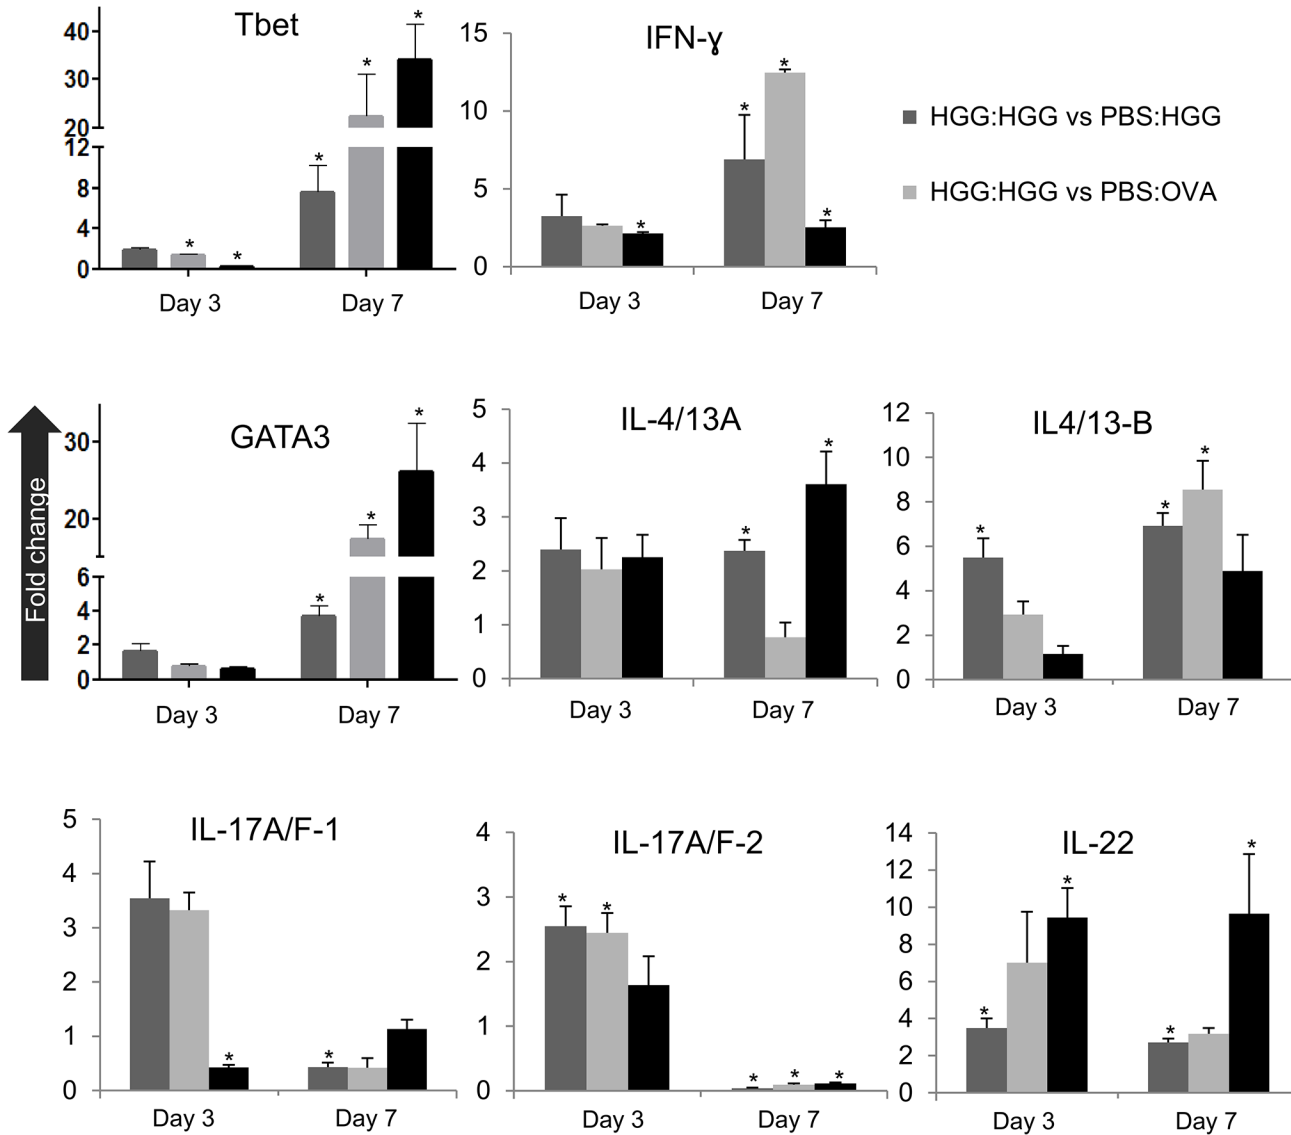 Tbet
40
30
20
12
8
4
0
* * * * *
Day 3 Day 7
IFN-ɣ
15
10
5
0
* * * *
Day 3 Day 7
HGG:HGG vs PBS:HGG
HGG:HGG vs PBS:OVA
Fold change
GATA3
30
20
6
4
2
0
* * *
Day 3 Day 7
IL-4/13A
5
4
3
2
1
0
* *
Day 3 Day 7
IL4/13-B
12
10
8
6
4
2
0
* * *
Day 3 Day 7
IL-17A/F-1
5
4
3
2
1
0
* *
Day 3 Day 7
IL-17A/F-2
4
3
2
1
0
* * * * *
Day 3 Day 7
IL-22
14
12
10
8
6
4
2
0
* * * *
Day 3 Day 7